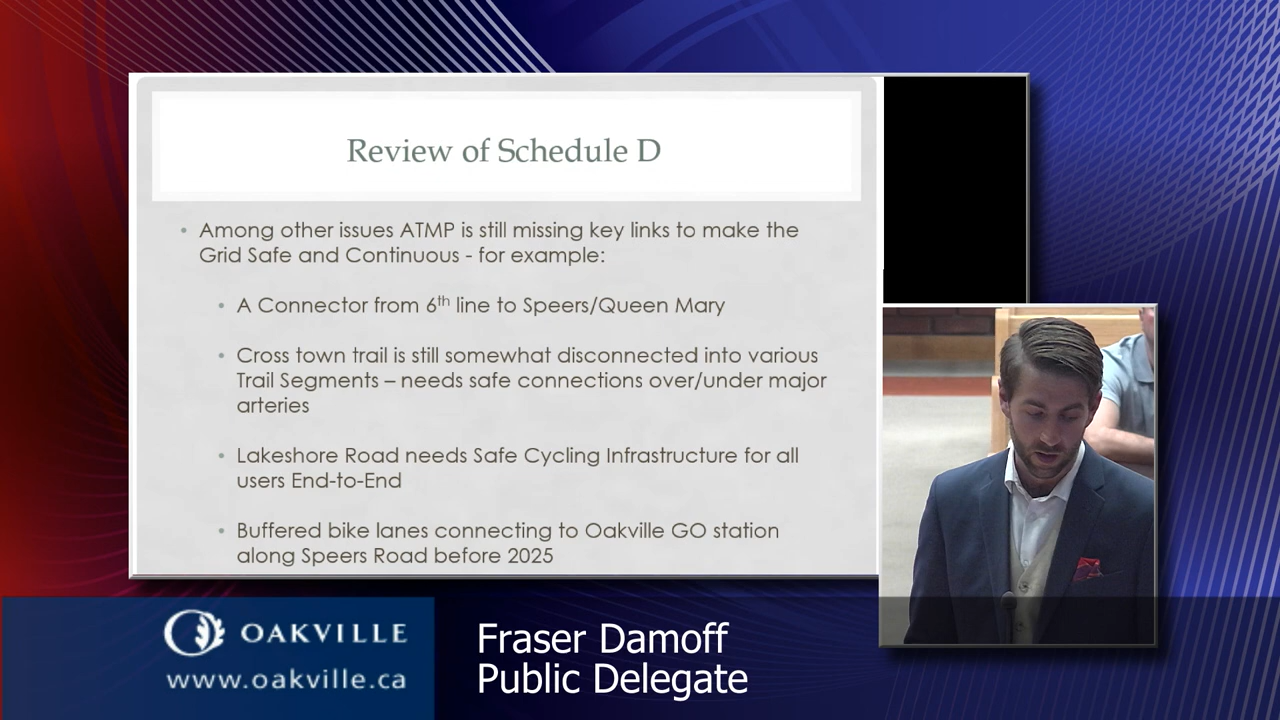 Review of Schedule D
• Among other issues ATMP is still missing key links to make the
Grid Safe and Continuous - for example:
• A Connector from 6th line to Speers/Queen Mary
• Cross town trail is still somewhat disconnected into various
Trail Segments – needs safe connections over/under major
arteries
• Lakeshore Road needs Safe Cycling Infrastructure for all
users End-to-End
• Buffered bike lanes connecting to Oakville GO station
along Speers Road before 2025
OAKVILLE
www.oakville.ca
Fraser Damoff
Public Delegate